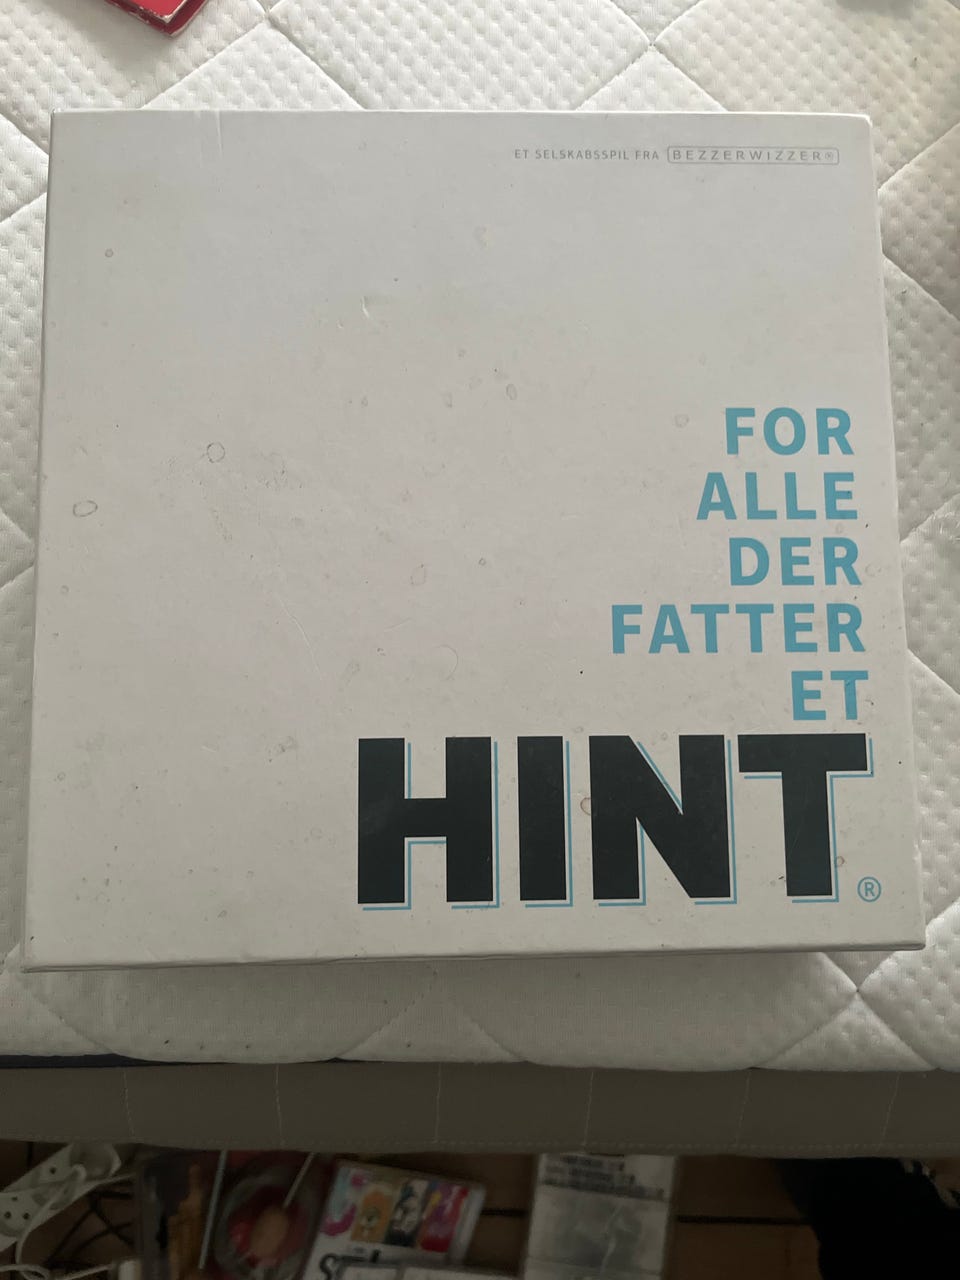 ET SELSKABSSPIL FRA BEZZERWIZZER®
FOR
ALLE
DER
FATTER
ET
HINT®